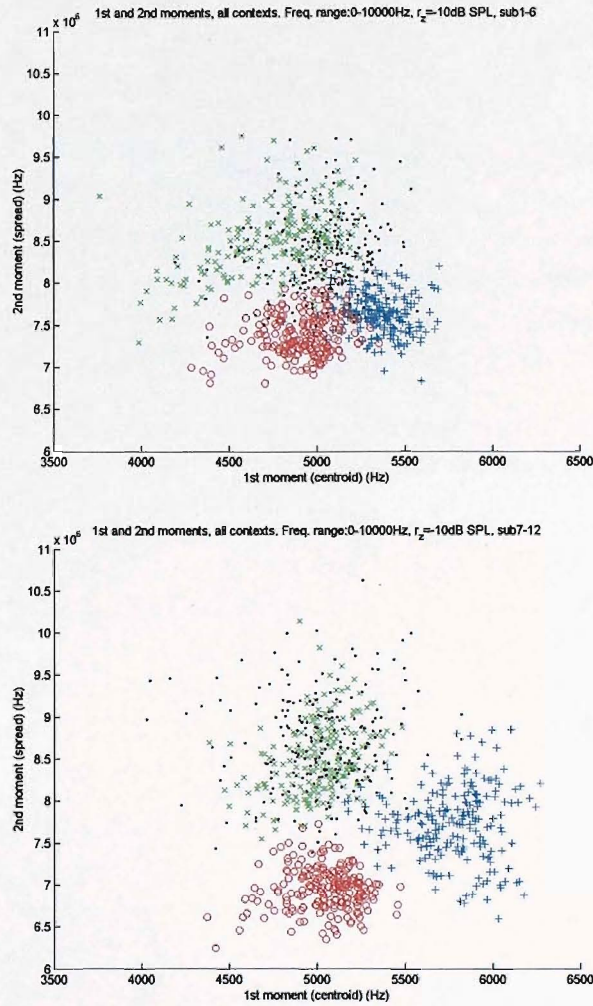 1st and 2nd moments, all contexts. Freq. range:0-10000Hz, r_z=-10dB SPL, sub1-6
x 10^6
11
10.5
10
9.5
9
8.5
8
7.5
7
6.5
6
2nd moment (spread) (Hz)
3500 4000 4500 5000 5500 6000 6500
1st moment (centroid) (Hz)
1st and 2nd moments, all contexts. Freq. range:0-10000Hz, r_z=-10dB SPL, sub7-12
x 10^6
11
10.5
10
9.5
9
8.5
8
7.5
7
6.5
6
2nd moment (spread) (Hz)
3500 4000 4500 5000 5500 6000 6500
1st moment (centroid) (Hz)